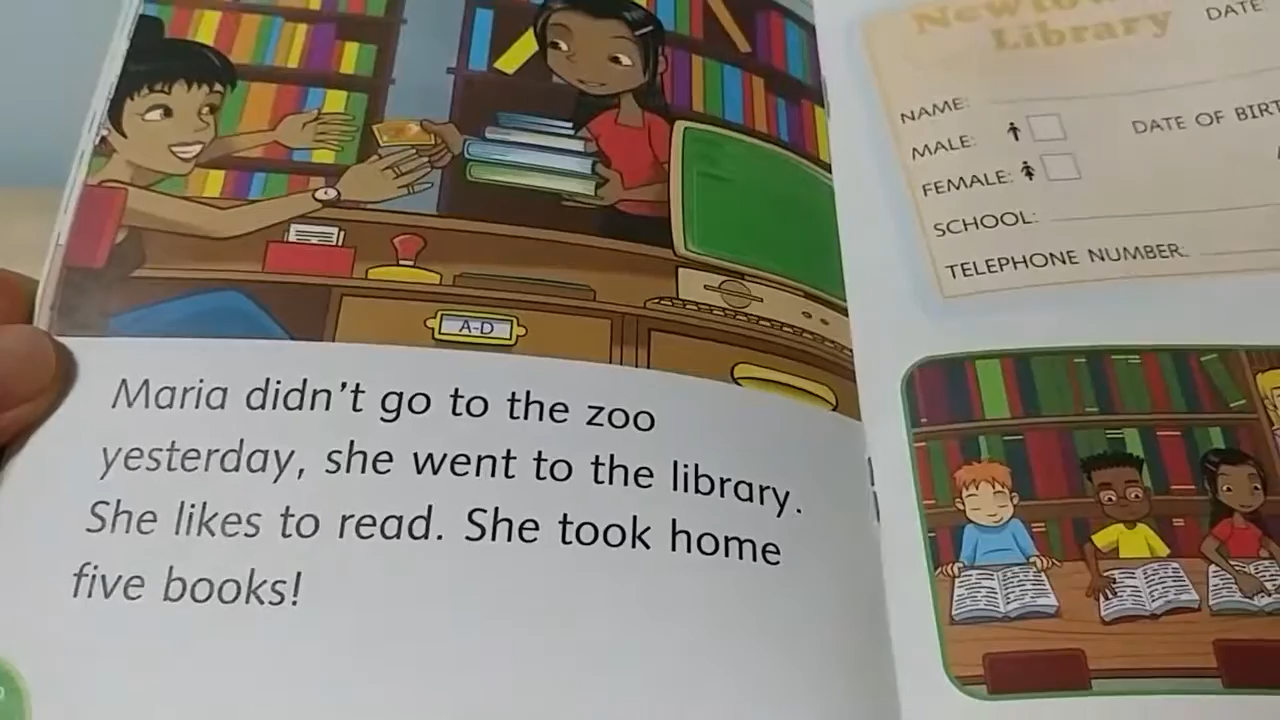 A-D
Maria didn't go to the zoo
yesterday, she went to the library.
She likes to read. She took home
five books!
Library
DATE:
NAME:
MALE:
DATE OF
FEMALE:
SCHOOL:
TELEPHONE NUMBER: